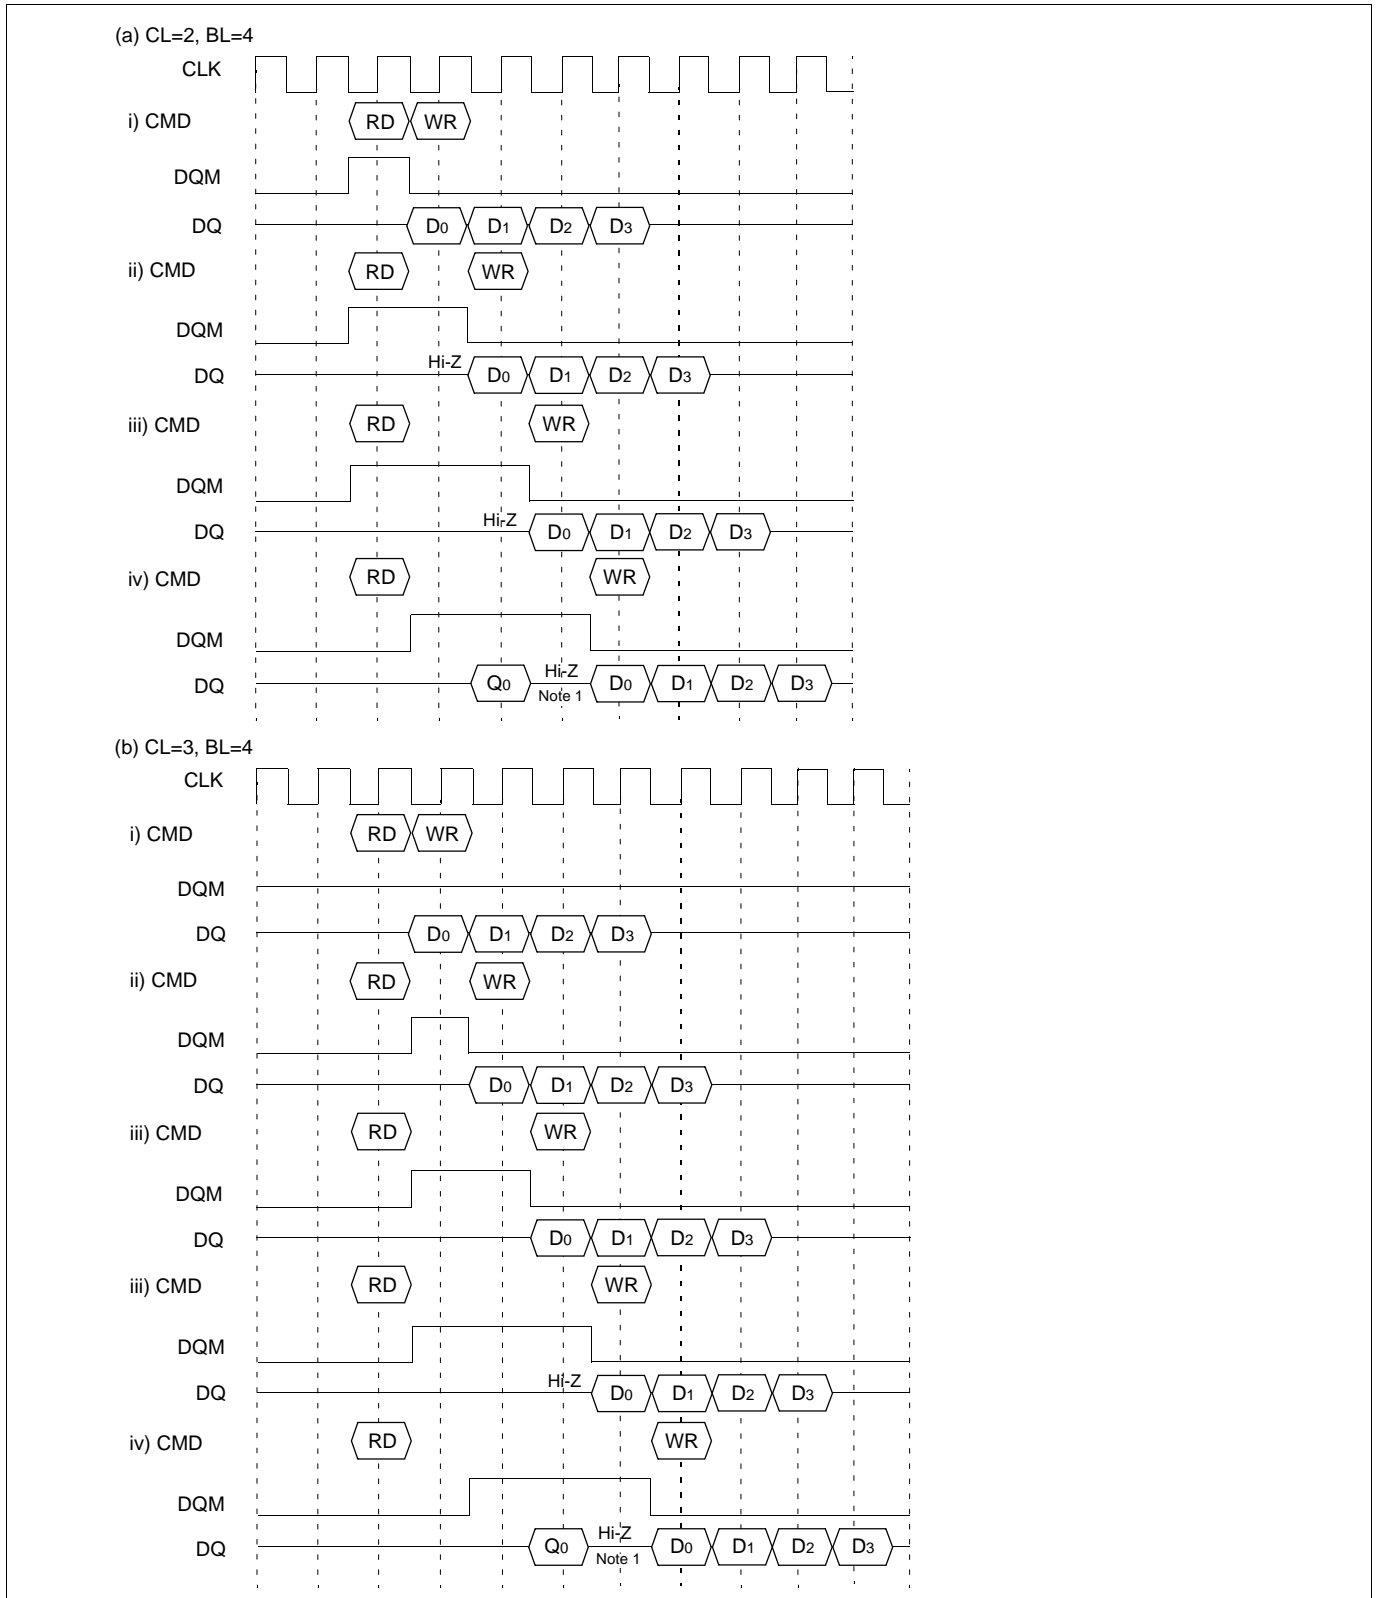 (a) CL=2, BL=4
CLK
i) CMD RD WR
DQM
DQ D0 D1 D2 D3
ii) CMD RD WR
DQM
DQ Hi-Z D0 D1 D2 D3
iii) CMD RD WR
DQM
DQ Hi-Z D0 D1 D2 D3
iv) CMD RD WR
DQM
DQ Q0 Hi-Z Note 1 D0 D1 D2 D3
(b) CL=3, BL=4
CLK
i) CMD RD WR
DQM
DQ D0 D1 D2 D3
ii) CMD RD WR
DQM
DQ D0 D1 D2 D3
iii) CMD RD WR
DQM
DQ D0 D1 D2 D3
iii) CMD RD WR
DQM
DQ Hi-Z D0 D1 D2 D3
iv) CMD RD WR
DQM
DQ Q0 Hi-Z Note 1 D0 D1 D2 D3